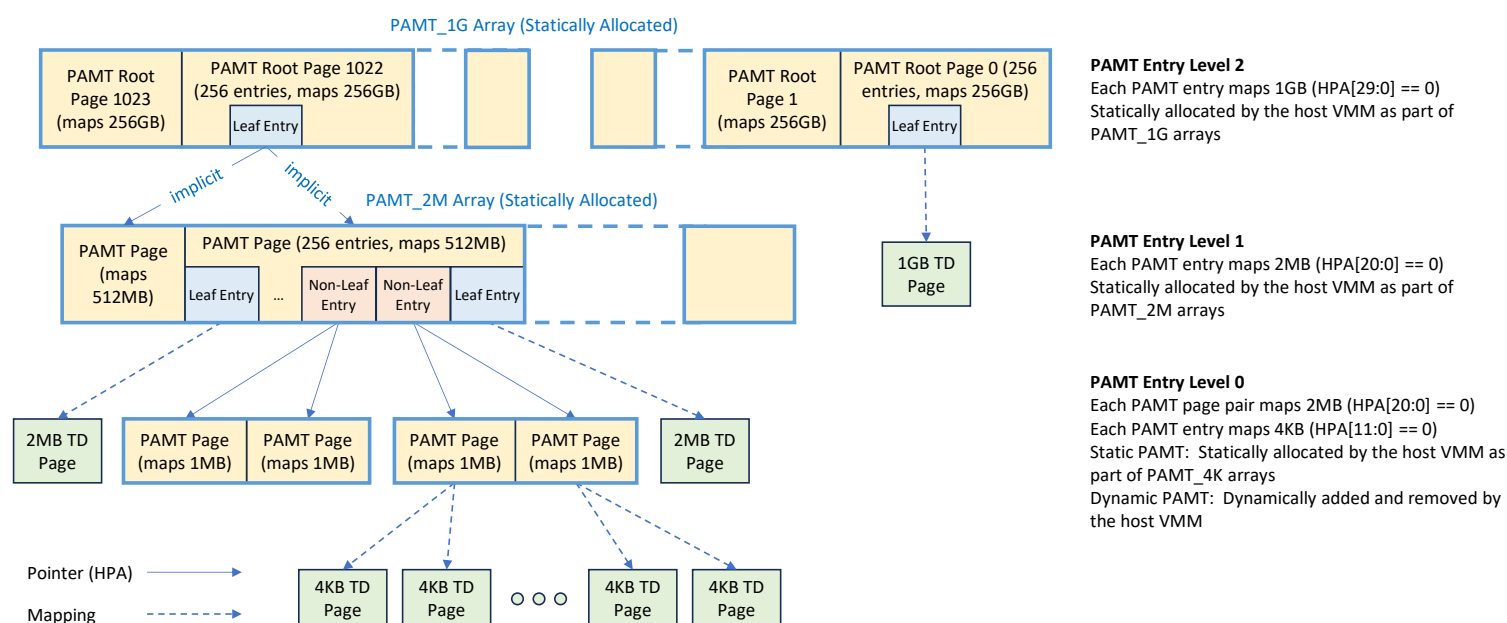 PAMT_1G Array (Statically Allocated)
PAMT Root
Page 1023
(maps 256GB)
PAMT Root Page 1022
(256 entries, maps 256GB)
Leaf Entry
PAMT Root
Page 1
(maps 256GB)
PAMT Root Page 0 (256
entries, maps 256GB)
Leaf Entry
PAMT Entry Level 2
Each PAMT entry maps 1GB (HPA[29:0] == 0)
Statically allocated by the host VMM as part of
PAMT_1G arrays
implicit
implicit
PAMT_2M Array (Statically Allocated)
PAMT Page
(maps
512MB)
PAMT Page (256 entries, maps 512MB)
Leaf Entry
...
Non-Leaf
Entry
Non-Leaf
Entry
Leaf Entry
1GB TD
Page
PAMT Entry Level 1
Each PAMT entry maps 2MB (HPA[20:0] == 0)
Statically allocated by the host VMM as part of
PAMT_2M arrays
2MB TD
Page
PAMT Page
(maps 1MB)
PAMT Page
(maps 1MB)
PAMT Page
(maps 1MB)
PAMT Page
(maps 1MB)
2MB TD
Page
PAMT Entry Level 0
Each PAMT page pair maps 2MB (HPA[20:0] == 0)
Each PAMT entry maps 4KB (HPA[11:0] == 0)
Static PAMT:  Statically allocated by the host VMM as
part of PAMT_4K arrays
Dynamic PAMT:  Dynamically added and removed by
the host VMM
Pointer (HPA)
Mapping
4KB TD
Page
4KB TD
Page
4KB TD
Page
4KB TD
Page